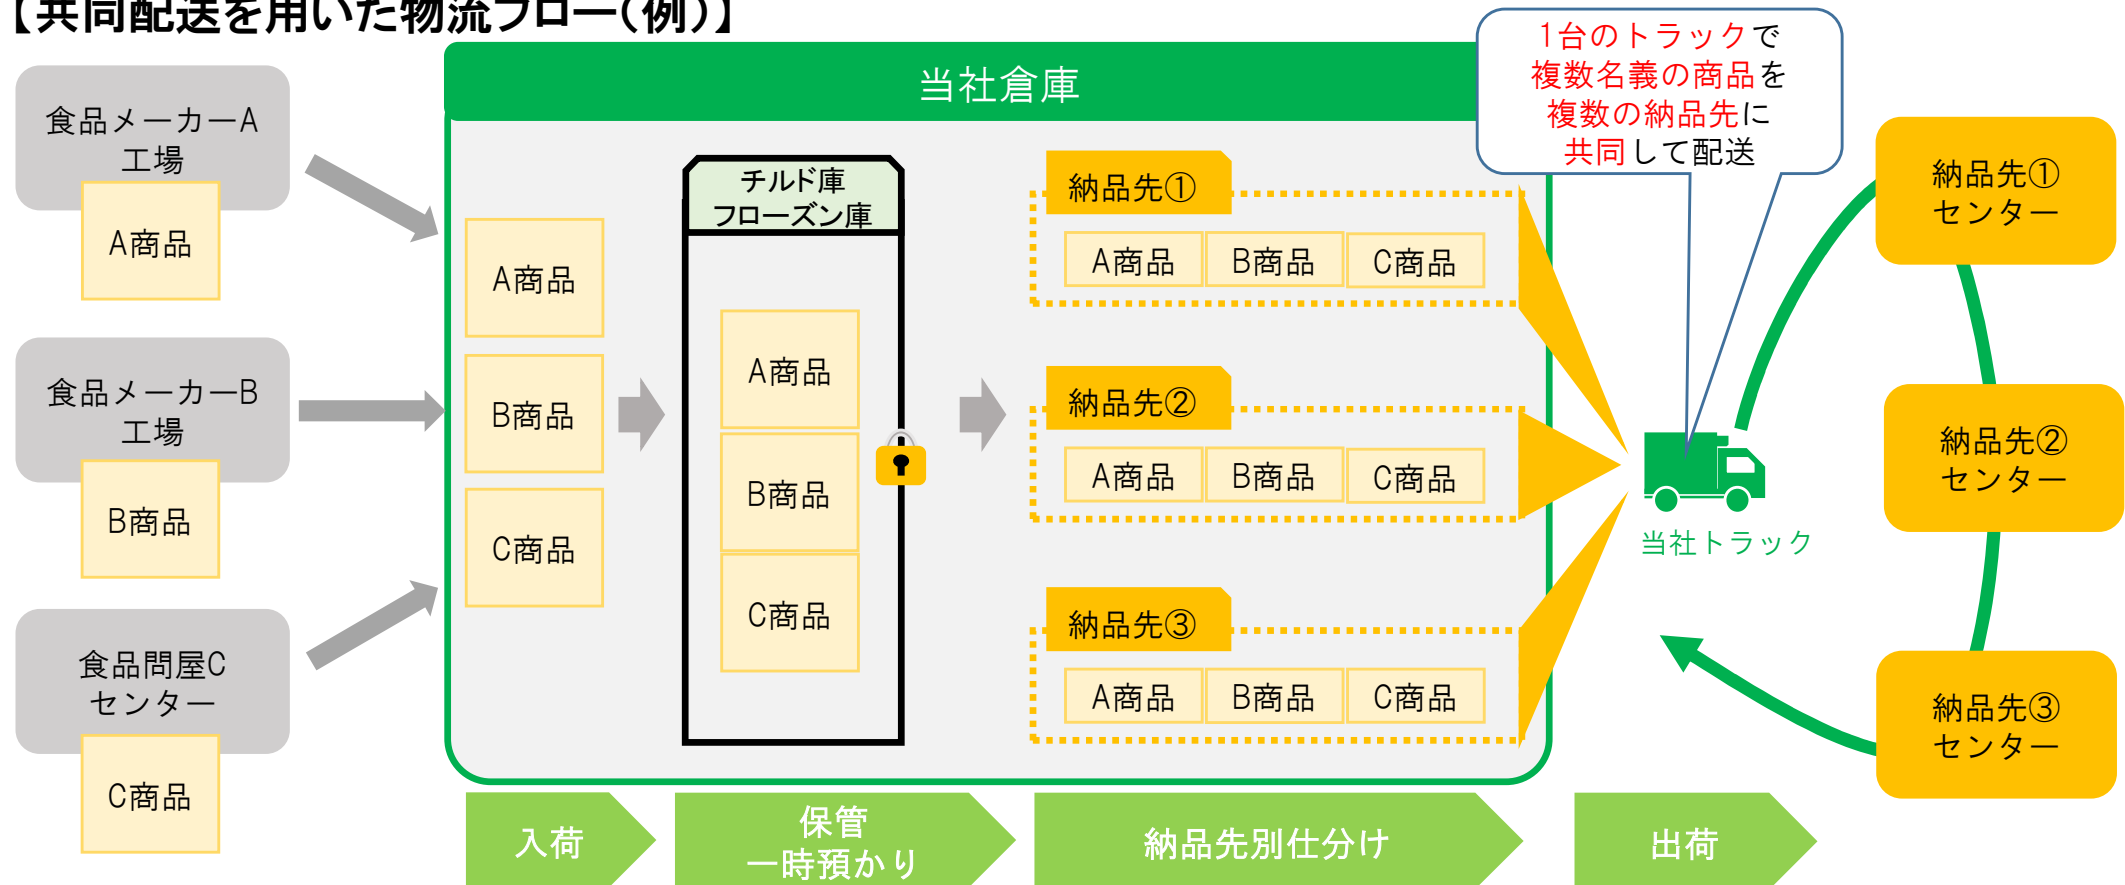 【共同配送を用いた物流フロー(例)】
当社倉庫
1台のトラックで
複数名義の商品を
複数の納品先に
共同して配送
食品メーカーA
工場
A商品
食品メーカーB
工場
B商品
食品問屋C
センター
C商品
A商品
B商品
C商品
チルド庫
フローズン庫
A商品
B商品
C商品
納品先①
A商品 B商品 C商品
納品先②
A商品 B商品 C商品
納品先③
A商品 B商品 C商品
当社トラック
納品先①
センター
納品先②
センター
納品先③
センター
入荷
保管
一時預かり
納品先別仕分け
出荷